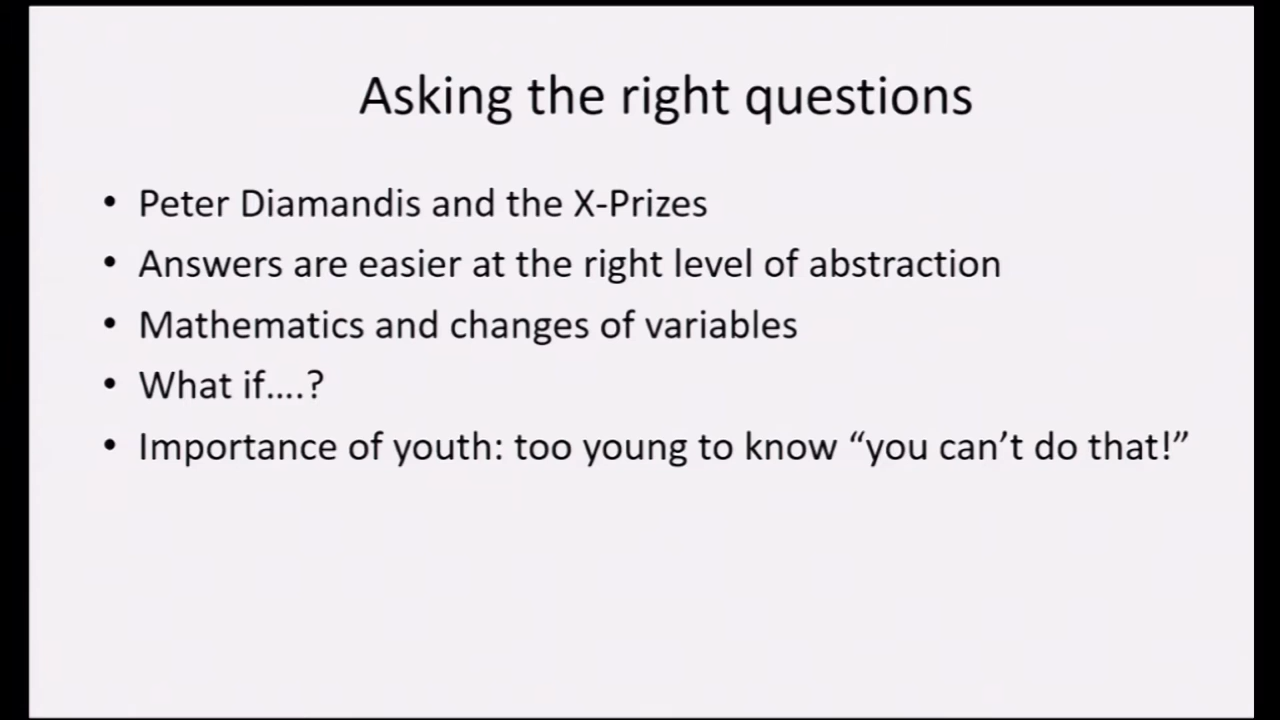 Asking the right questions
• Peter Diamandis and the X-Prizes
• Answers are easier at the right level of abstraction
• Mathematics and changes of variables
• What if....?
• Importance of youth: too young to know “you can’t do that!”